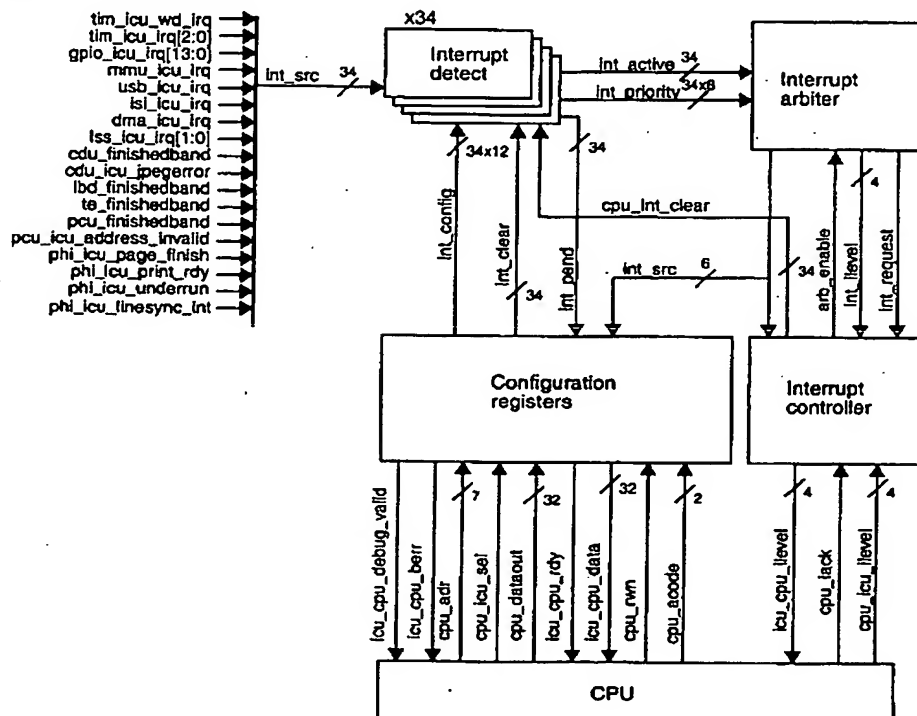 tim_icu_wd_irq
tim_icu_irq[2:0]
gpio_icu_irq[13:0]
mmu_icu_irq
usb_icu_irq
isi_icu_irq
dma_icu_irq
lss_icu_irq[1:0]
cdu_finishedband
cdu_icu_jpegerror
lbd_finishedband
te_finishedband
pcu_finishedband
pcu_icu_address_invalid
phi_icu_page_finish
phi_icu_print_rdy
phi_icu_underrun
phi_icu_linesync_int
int_src
34
x34
Interrupt
detect
int_active
34
int_priority
34x8
Interrupt
arbiter
34x12
int_config
int_clear
34
34
int_pend
cpu_int_clear
int_src
6
34
arb_enable
4
int_ilevel
int_request
Configuration
registers
Interrupt
controller
icu_cpu_debug_valid
icu_cpu_berr
7
cpu_adr
cpu_icu_sel
32
cpu_dataout
icu_cpu_rdy
32
icu_cpu_data
cpu_rwn
2
cpu_acode
4
icu_cpu_ilevel
cpu_iack
4
cpu_icu_ilevel
CPU